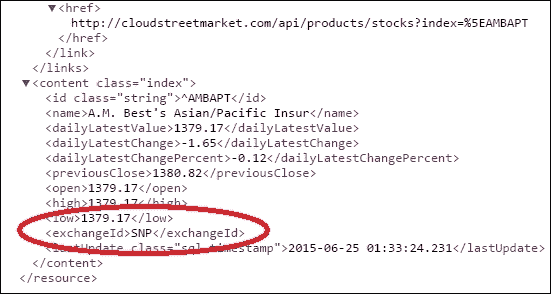 <href>
http://cloudstreetmarket.com/api/products/stocks?index=%5EAMBAPT
</href>
</link>
</links>
<content class="index">
<id class="string">^AMBAPT</id>
<name>A.M. Best's Asian/Pacific Insur</name>
<dailyLatestValue>1379.17</dailyLatestValue>
<dailyLatestChange>-1.65</dailyLatestChange>
<dailyLatestChangePercent>-0.12</dailyLatestChangePercent>
<previousClose>1380.82</previousClose>
<open>1379.17</open>
<high>1379.17</high>
<low>1379.17</low>
<exchangeId>SNP</exchangeId>
<lastUpdate class="sql-timestamp">2015-06-25 01:33:24.231</lastUpdate>
</content>
</resource>